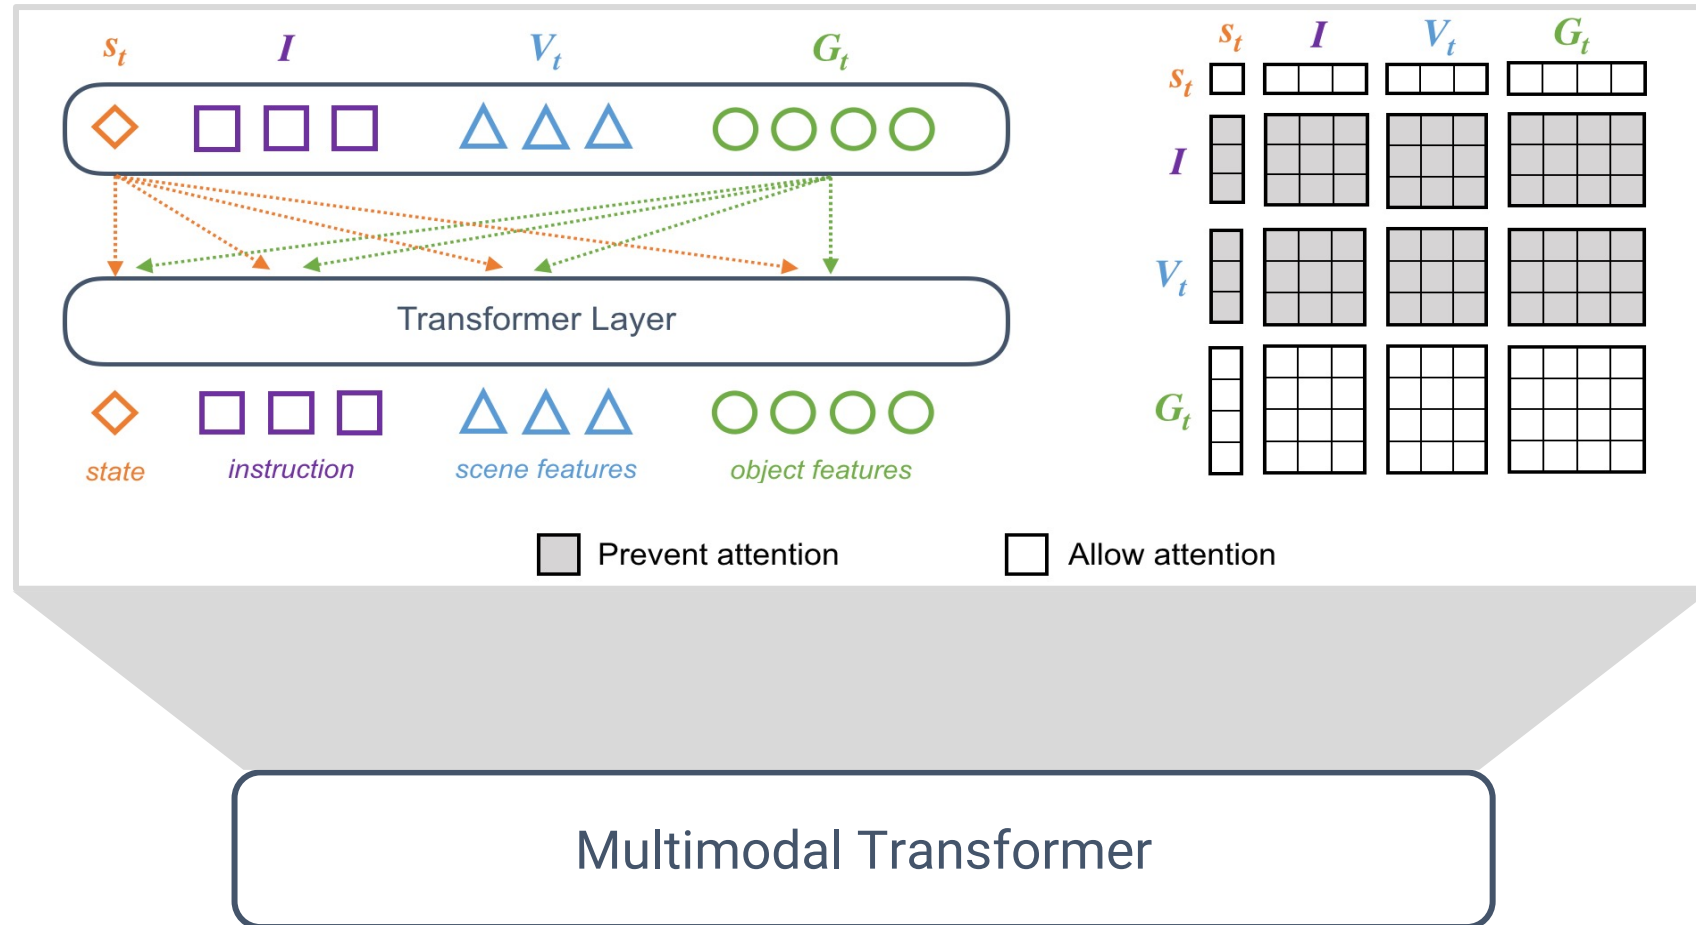 s_t I V_t G_t
Transformer Layer
state instruction scene features object features
s_t I V_t G_t
s_t
I
V_t
G_t
Prevent attention Allow attention
Multimodal Transformer